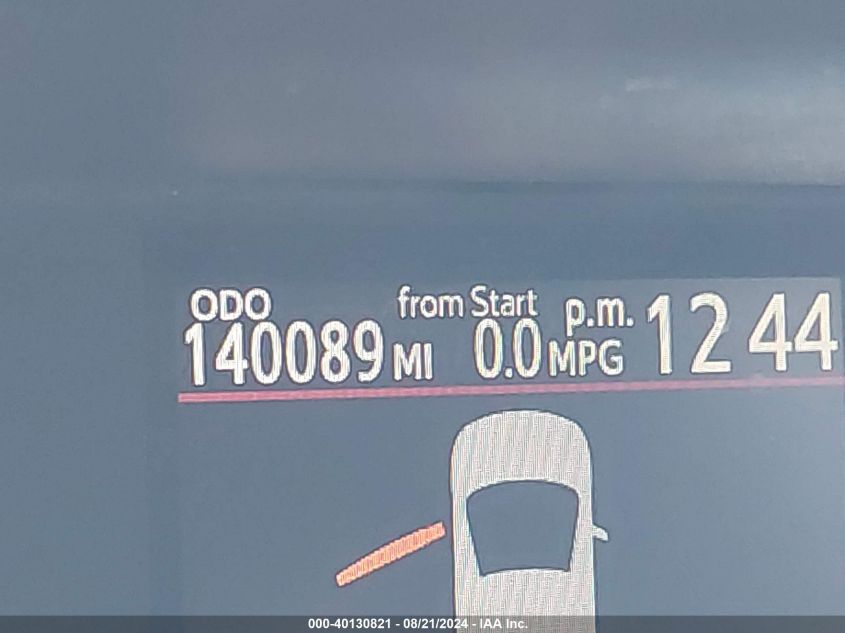 ODO from Start p.m. 12 44
140089 MI 0.0 MPG
000-40130821 - 08/21/2024 - IAA Inc.